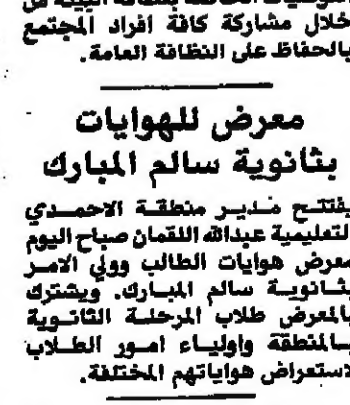 خلال مشاركة كافة أفراد المجتمع
بالحفاظ على النظافة العامة.
معرض للهوايات
بثانوية سالم المبارك
يفتتح مدير منطقة الاحمدي
التعليمية عبدالله اللقمان صباح اليوم
معرض هوايات الطالب وولي الامر
بثانوية سالم المبارك. ويشترك
بالمعرض طلاب المرحلة الثانوية
بالمنطقة واولياء امور الطلاب
لاستعراض هواياتهم المختلفة.